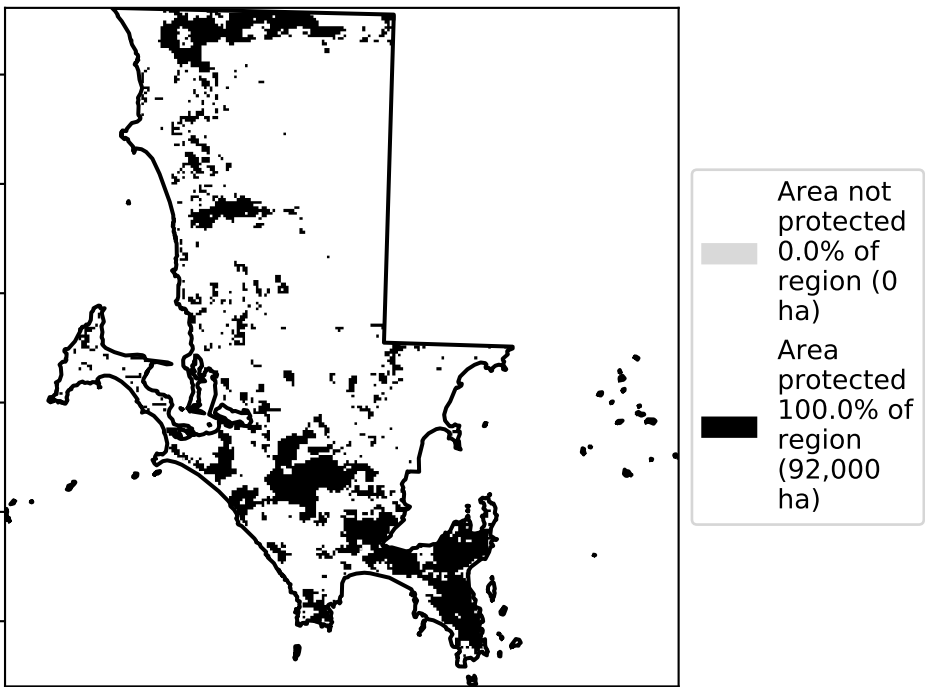 Area not
protected
0.0% of
region (0
ha)
Area
protected
100.0% of
region
(92,000
ha)